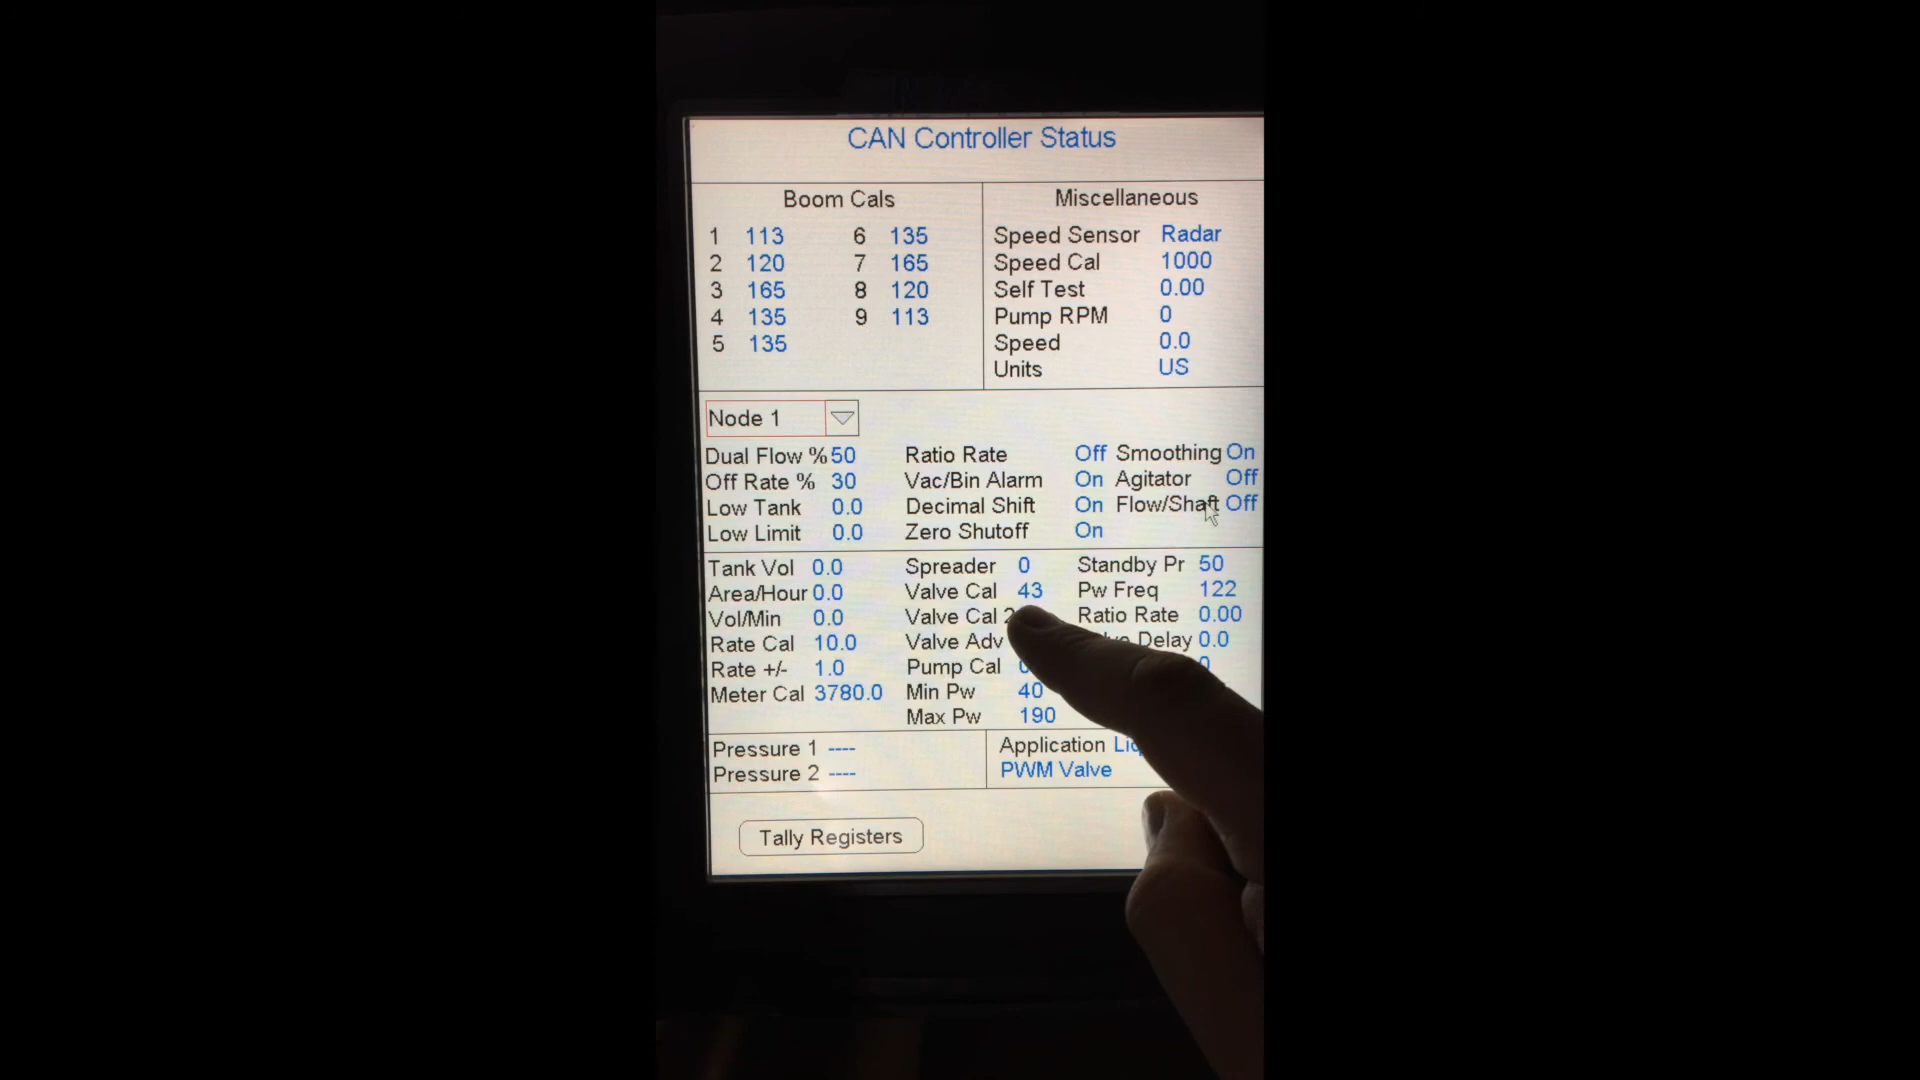 CAN Controller Status
Boom Cals
1 113 6 135
2 120 7 165
3 165 8 120
4 135 9 113
5 135
Miscellaneous
Speed Sensor Radar
Speed Cal 1000
Self Test 0.00
Pump RPM 0
Speed 0.0
Units US
Node 1
Dual Flow % 50 Ratio Rate Off Smoothing On
Off Rate % 30 Vac/Bin Alarm On Agitator Off
Low Tank 0.0 Decimal Shift On Flow/Shaft Off
Low Limit 0.0 Zero Shutoff On
Tank Vol 0.0 Spreader 0 Standby Pr 50
Area/Hour 0.0 Valve Cal 43 Pw Freq 122
Vol/Min 0.0 Valve Cal 2 Ratio Rate 0.00
Rate Cal 10.0 Valve Adv Delay 0.0
Rate +/- 1.0 Pump Cal 0
Meter Cal 3780.0 Min Pw 40
Max Pw 190
Pressure 1 ----
Pressure 2 ----
Application
PWM Valve
Tally Registers